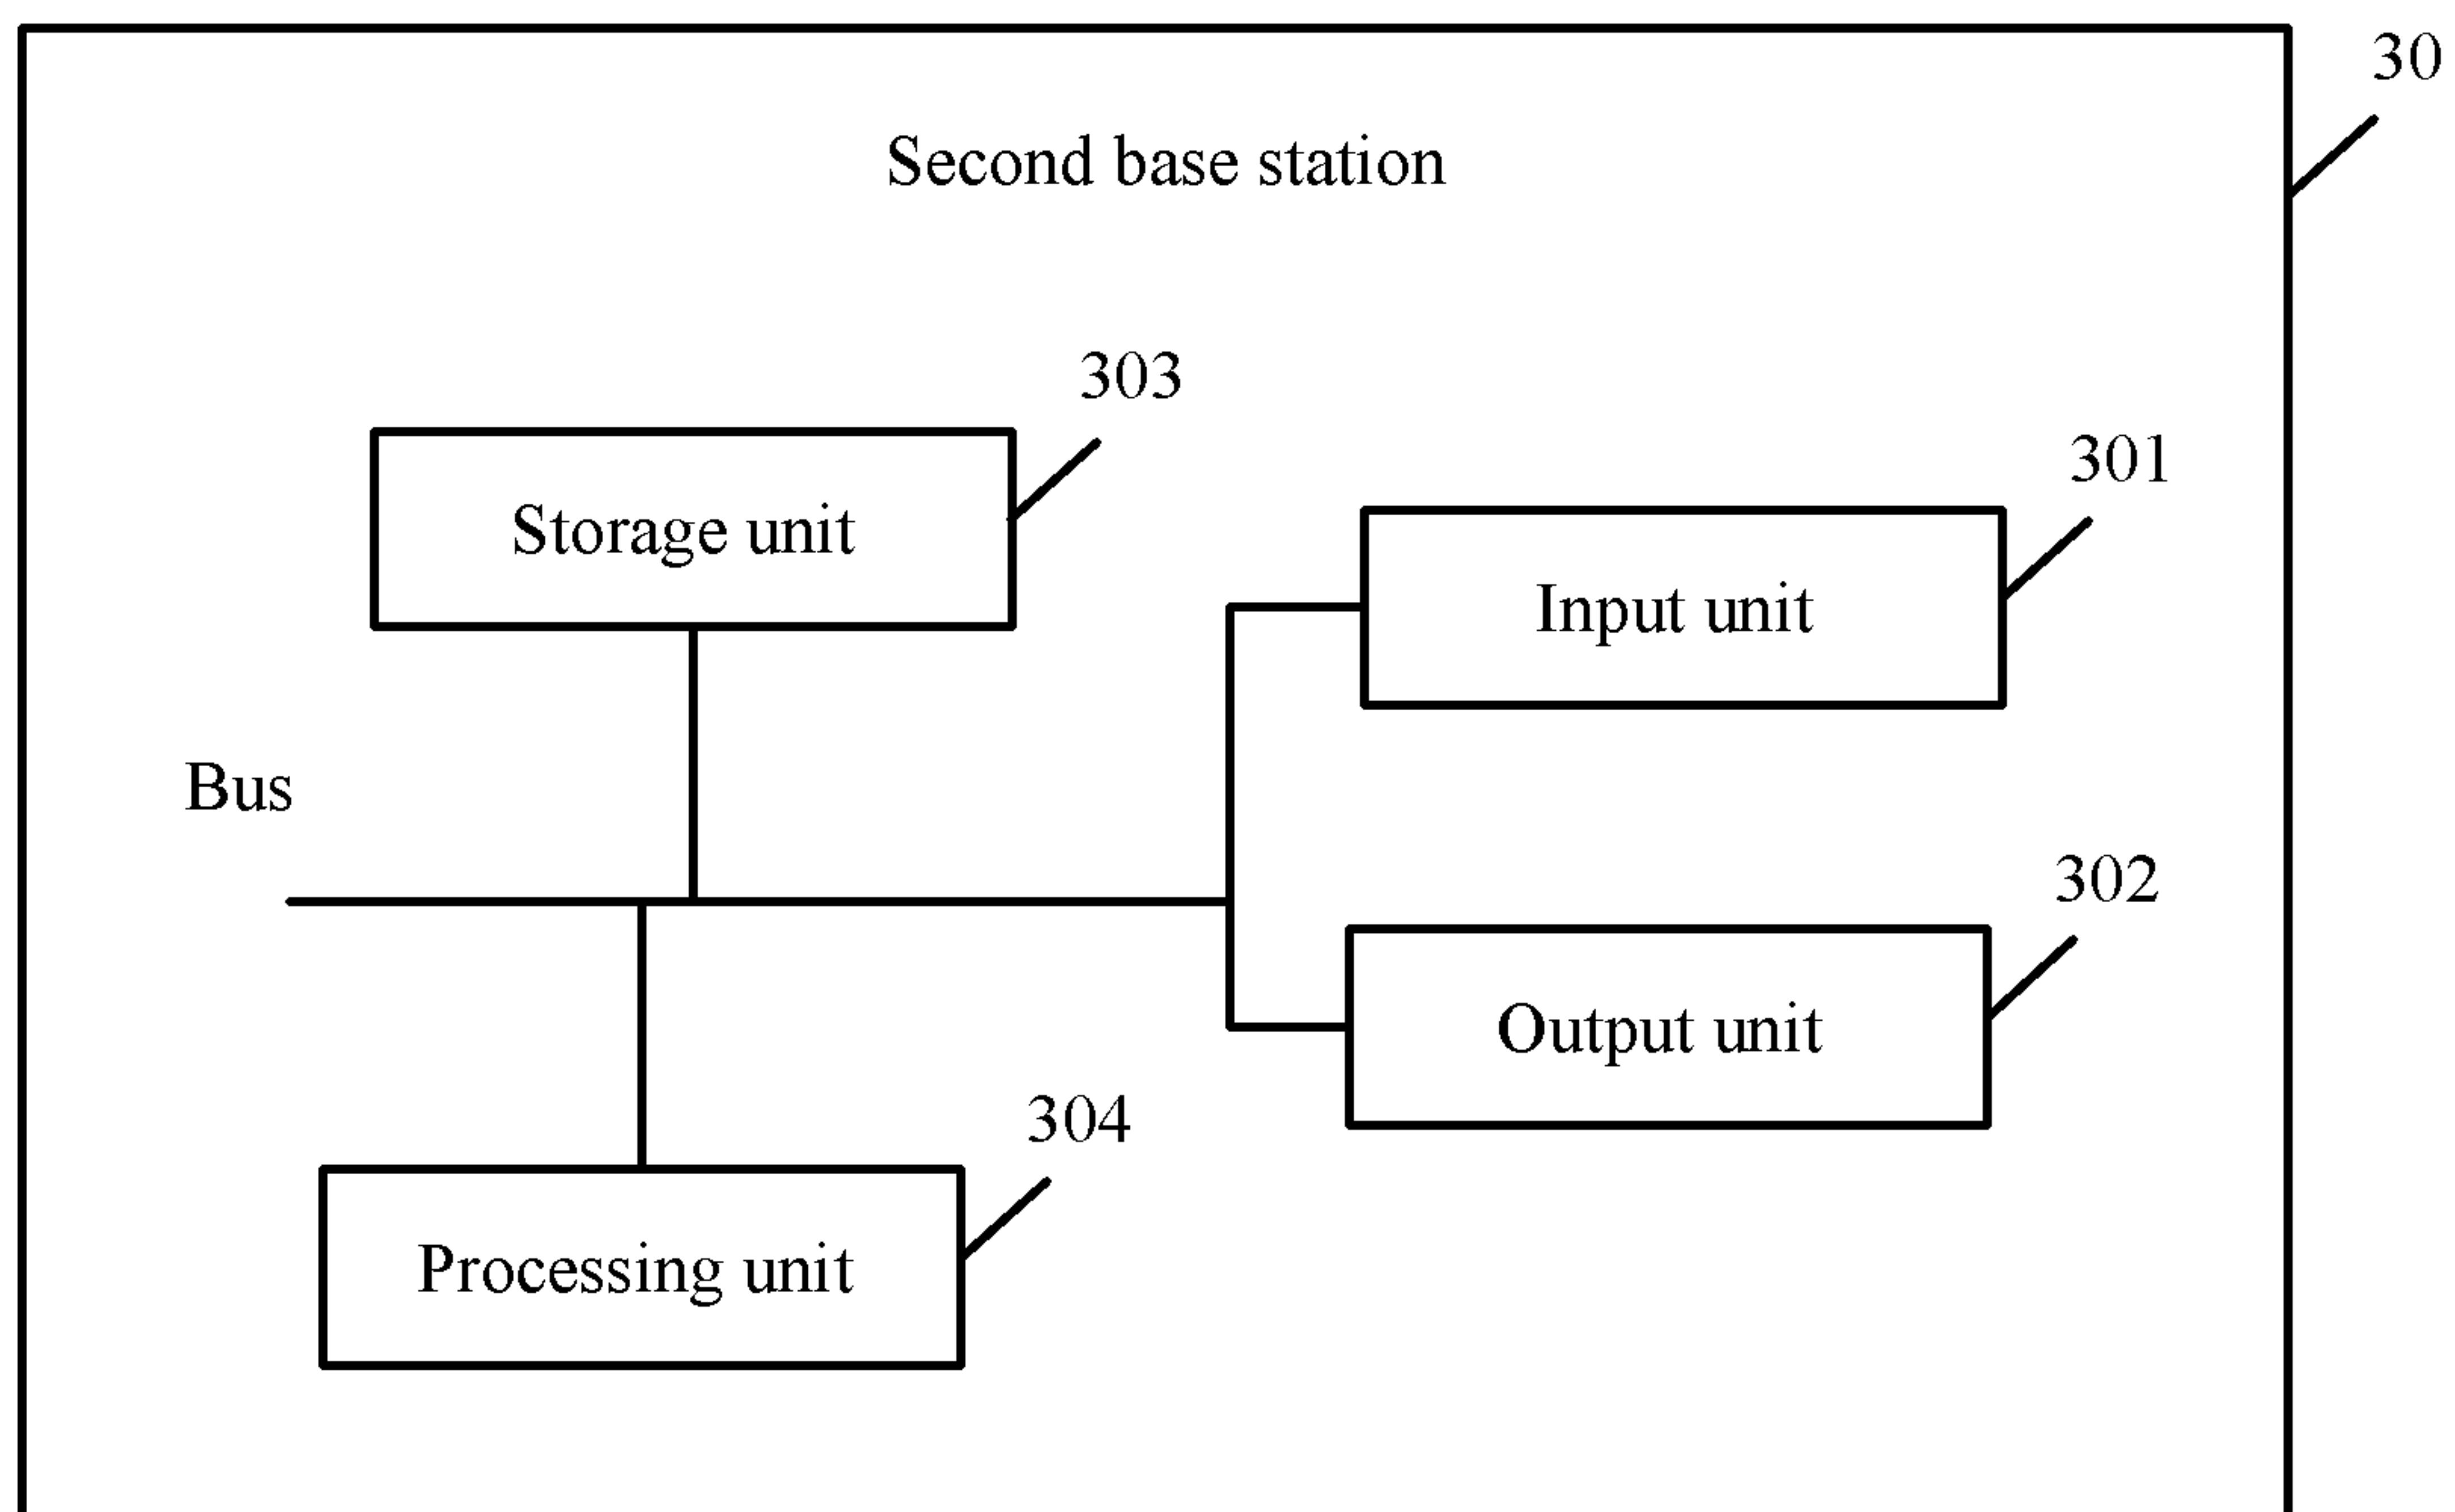 30
Second base station
303
Storage unit
301
Input unit
Bus
302
Output unit
304
Processing unit